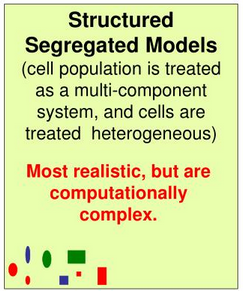 Structured
Segregated Models
(cell population is treated
as a multi-component
system, and cells are
treated heterogeneous)
Most realistic, but are
computationally
complex.